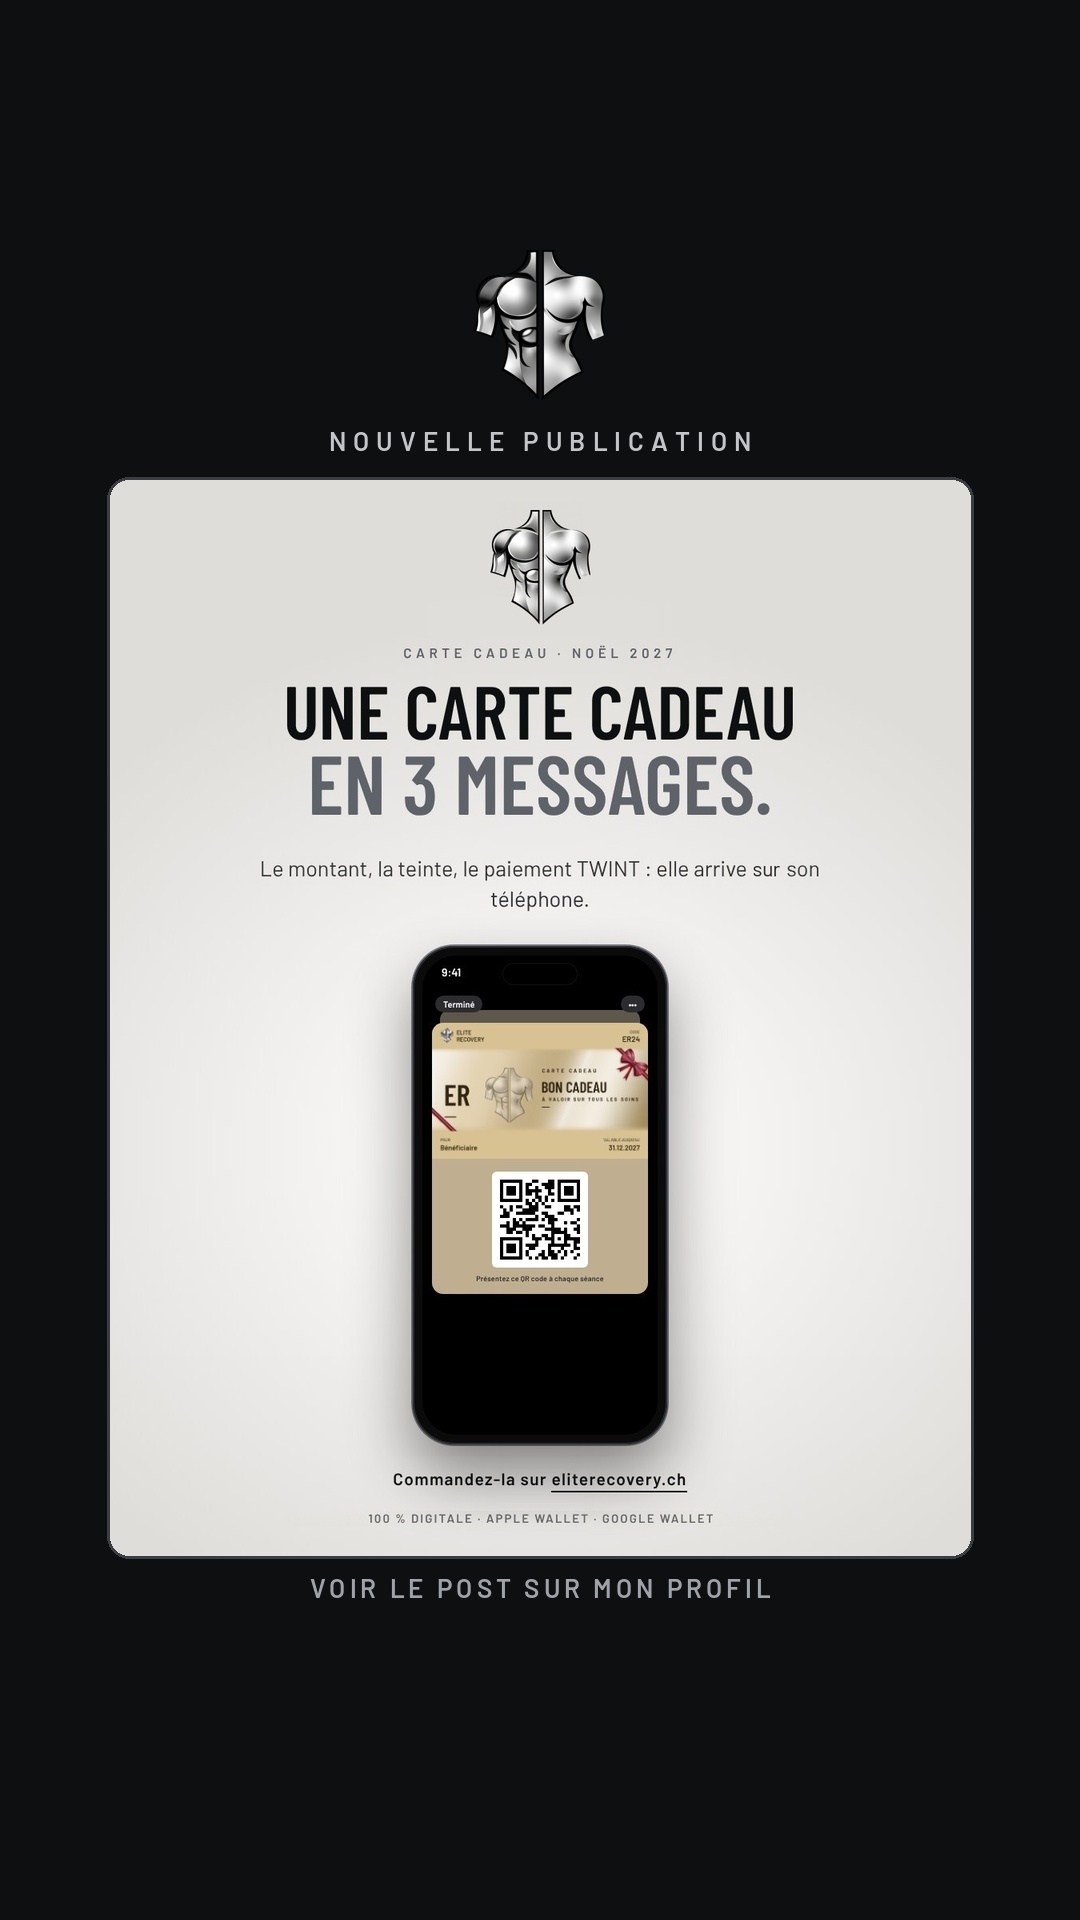 NOUVELLE PUBLICATION
CARTE CADEAU · NOËL 2027
UNE CARTE CADEAU
EN 3 MESSAGES.
Le montant, la teinte, le paiement TWINT : elle arrive sur son
téléphone.
9:41
Terminé
ELITE
RECOVERY
ER24
CARTE CADEAU
ER
BON CADEAU
À VALOIR SUR TOUS LES SOINS
Bénéficiaire
31.12.2027
Présentez ce QR code à chaque séance
Commandez-la sur eliterecovery.ch
100 % DIGITALE · APPLE WALLET · GOOGLE WALLET
VOIR LE POST SUR MON PROFIL